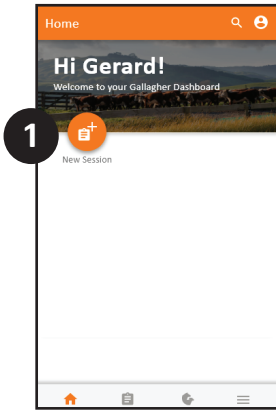 Home
Hi Gerard!
Welcome to your Gallagher Dashboard
1
New Session